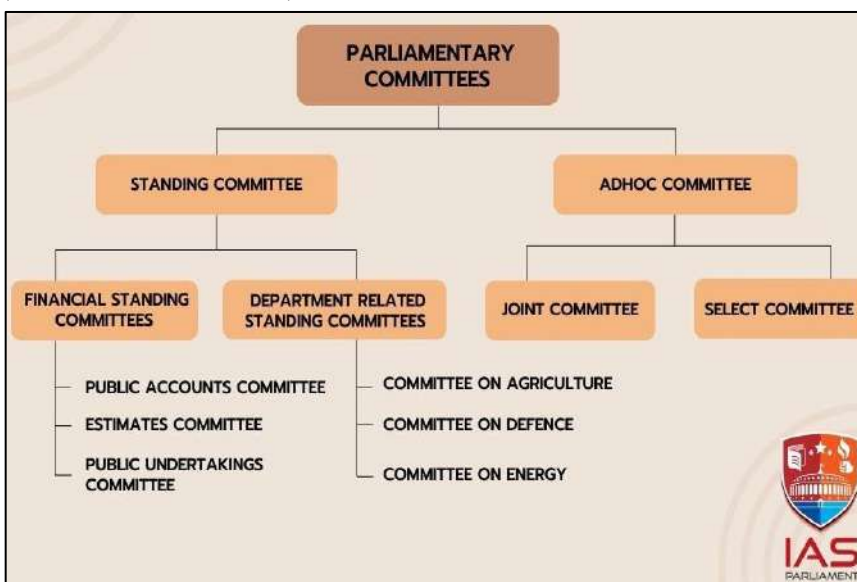 PARLIAMENTARY
COMMITTEES
STANDING COMMITTEE
ADHOC COMMITTEE
FINANCIAL STANDING
COMMITTEES
DEPARTMENT RELATED
STANDING COMMITTEES
JOINT COMMITTEE
SELECT COMMITTEE
PUBLIC ACCOUNTS COMMITTEE
ESTIMATES COMMITTEE
PUBLIC UNDERTAKINGS
COMMITTEE
COMMITTEE ON AGRICULTURE
COMMITTEE ON DEFENCE
COMMITTEE ON ENERGY
IAS
PARLIAMENT